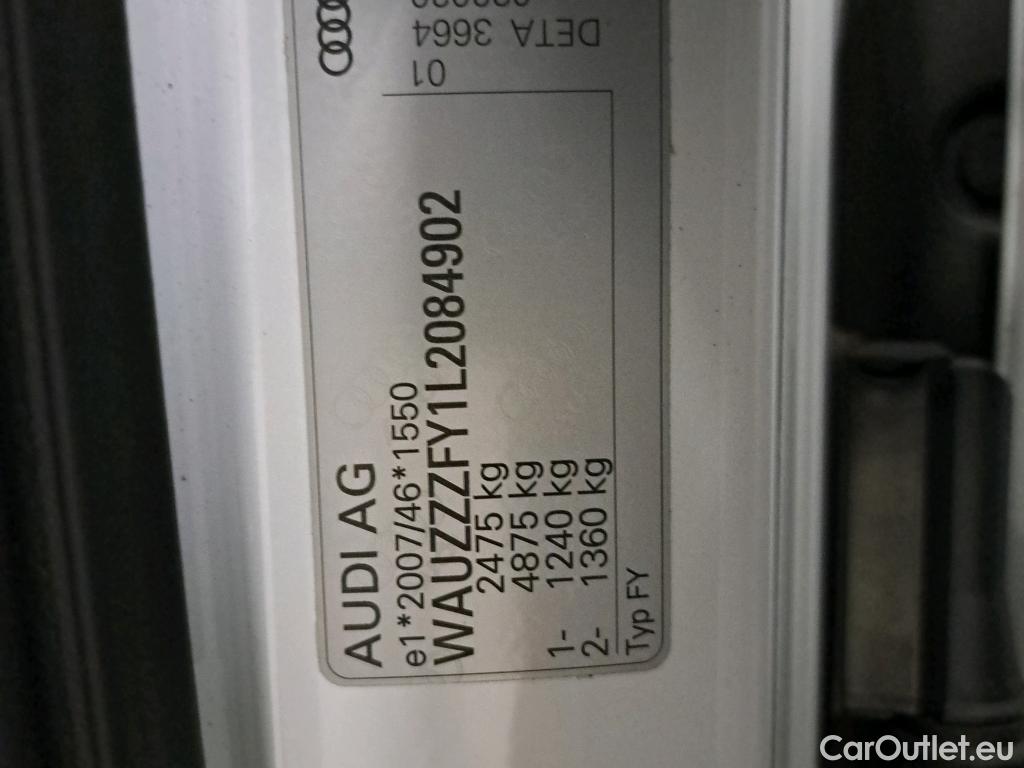 AUDI AG
e1*2007/46*1550
WAUZZZFY1L2084902
2475 kg
4875 kg
1- 1240 kg
2- 1360 kg
Typ FY
01
DETA 3664
CarOutlet.eu